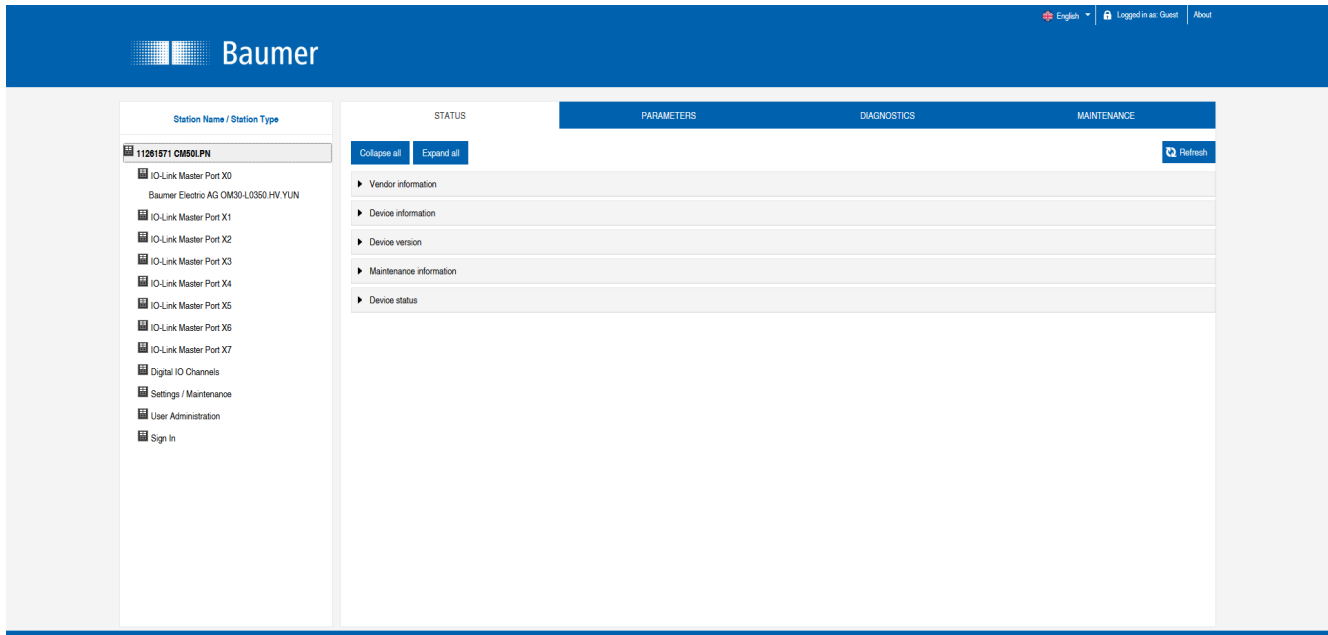 English
Logged in as: Guest
About
Baumer
Station Name / Station Type
11261571 CM50I.PN
IO-Link Master Port X0
Baumer Electric AG OM30-L0350.HV.YUN
IO-Link Master Port X1
IO-Link Master Port X2
IO-Link Master Port X3
IO-Link Master Port X4
IO-Link Master Port X5
IO-Link Master Port X6
IO-Link Master Port X7
Digital IO Channels
Settings / Maintenance
User Administration
Sign In
STATUS
PARAMETERS
DIAGNOSTICS
MAINTENANCE
Collapse all
Expand all
Refresh
Vendor information
Device information
Device version
Maintenance information
Device status